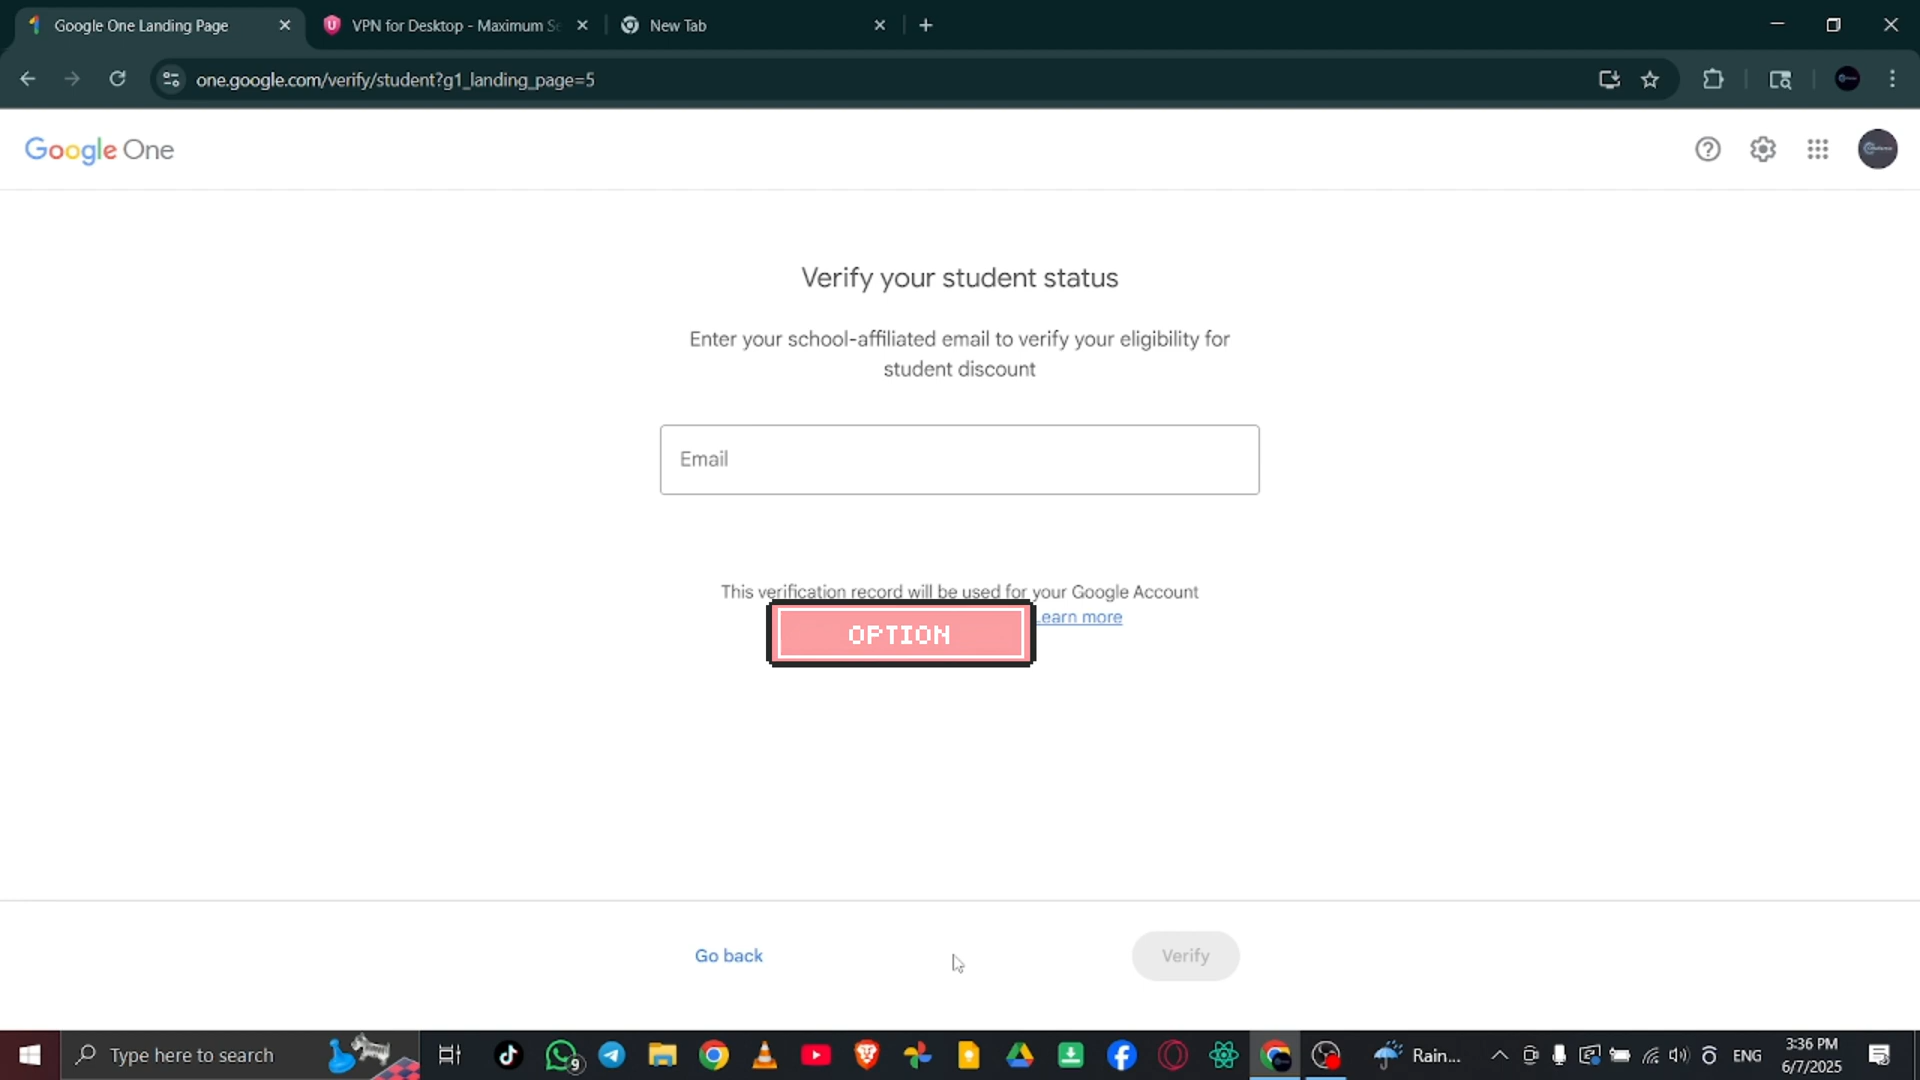 Google One Landing Page
VPN for Desktop - Maximum Se
New Tab
one.google.com/verify/student?g1_landing_page=5
Google One
Verify your student status
Enter your school-affiliated email to verify your eligibility for
student discount
Email
This verification record will be used for your Google Account
Learn more
OPTION
Go back
Verify
Type here to search
9
Rain...
ENG
3:36 PM
6/7/2025